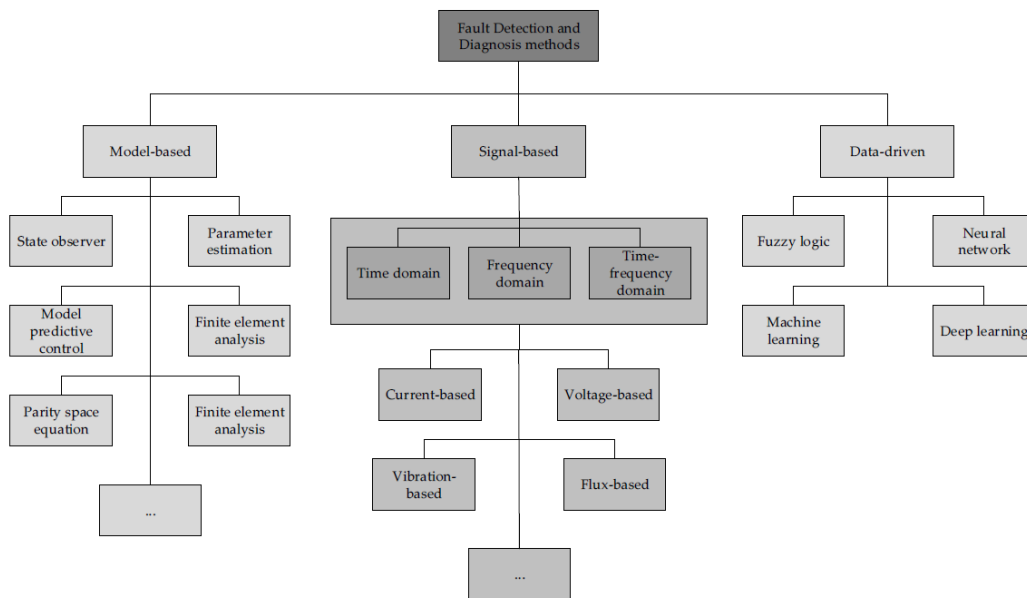 Fault Detection and
Diagnosis methods
Model-based
Signal-based
Data-driven
State observer
Parameter
estimation
Time domain
Frequency
domain
Time-
frequency
domain
Fuzzy logic
Neural
network
Model
predictive
control
Finite element
analysis
Machine
learning
Deep learning
Current-based
Voltage-based
Parity space
equation
Finite element
analysis
Vibration-
based
Flux-based
...
...